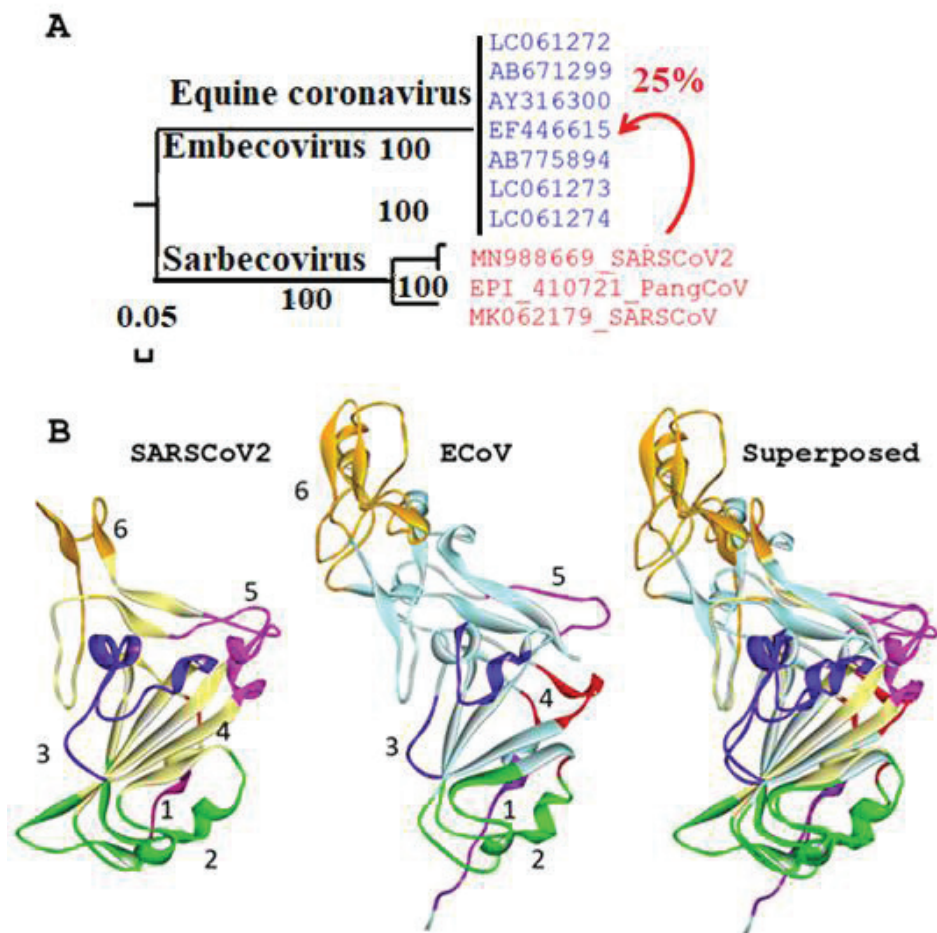 A
LC061272
AB671299
25%
Equine coronavirus
AY316300
EF446615
Embecovirus 100
AB775894
LC061273
100
LC061274
Sarbecovirus
MN988669_SARSCoV2
100
EPI_410721_PangCoV
100
MK062179_SARSCoV
0.05
B
SARSCoV2
ECoV
Superposed
6
5
3
4
1
2
6
5
4
3
1
2